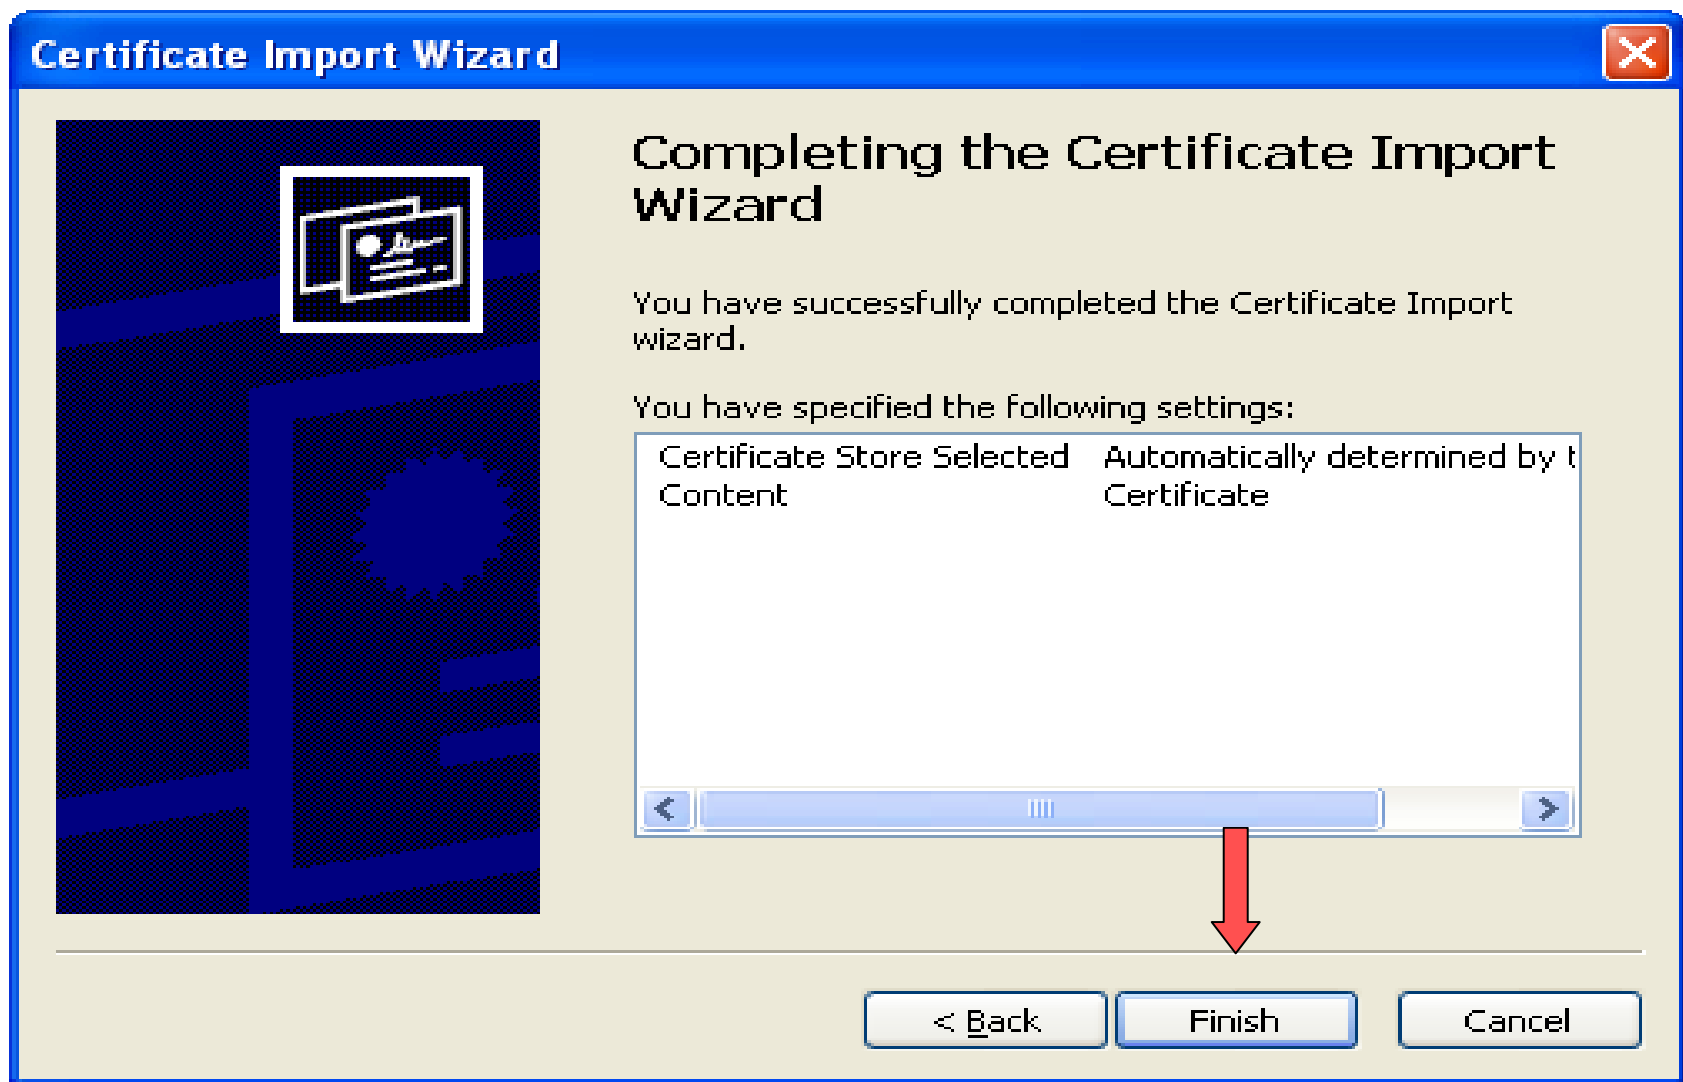 Certificate Import Wizard
Completing the Certificate Import
Wizard
You have successfully completed the Certificate Import
wizard.
You have specified the following settings:
Certificate Store Selected Automatically determined by t
Content Certificate
< Back Finish Cancel